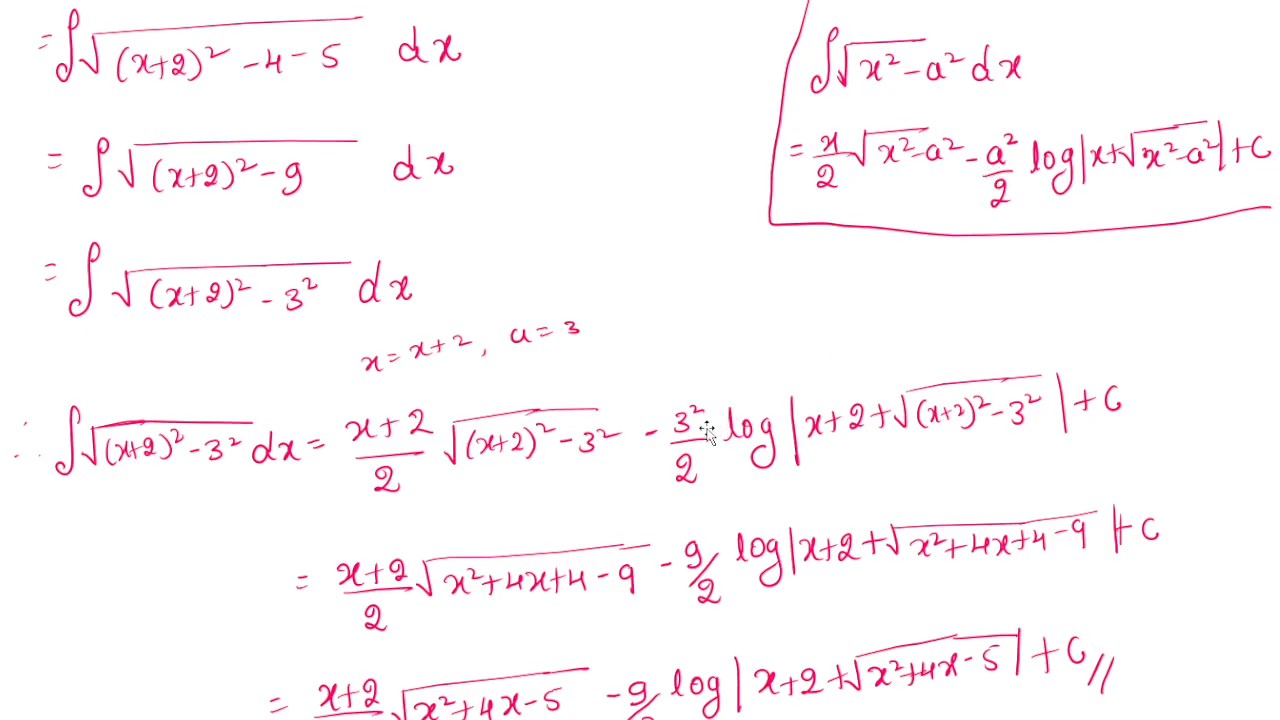 = ∫√((x+2)² - 4 - 5) dx
= ∫√((x+2)² - 9) dx
= ∫√((x+2)² - 3²) dx
x = x+2, a = 3
∫√(x² - a²) dx
= x/2 √(x² - a²) - a²/2 log|x+√(x² - a²)| + C
∴ ∫√((x+2)² - 3²) dx = (x+2)/2 √((x+2)² - 3²) - 3²/2 log|x+2+√((x+2)² - 3²)| + C
= (x+2)/2 √(x²+4x+4-9) - 9/2 log|x+2+√(x²+4x+4-9)| + C
= (x+2)/2 √(x²+4x-5) - 9/2 log|x+2+√(x²+4x-5)| + C //